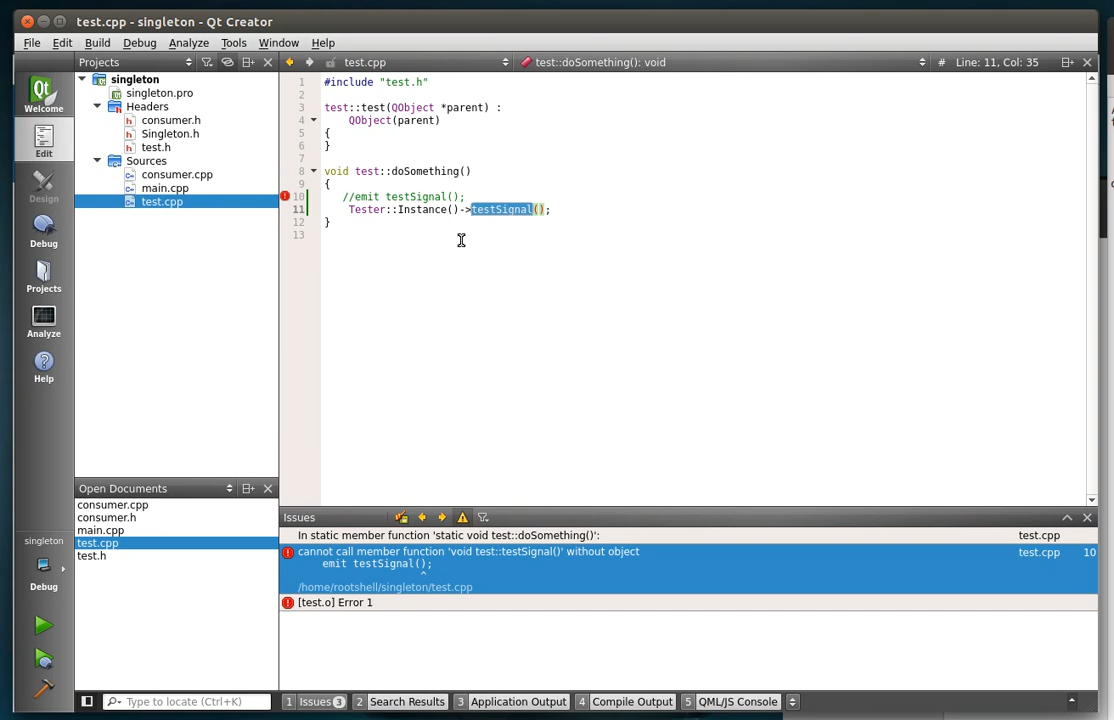 test.cpp - singleton - Qt Creator
File Edit Build Debug Analyze Tools Window Help
Projects
test.cpp
test::doSomething(): void
# Line: 11, Col: 35
Qt
Welcome
Edit
Design
Debug
Projects
Analyze
Help
singleton
Debug
singleton
singleton.pro
Headers
consumer.h
Singleton.h
test.h
Sources
consumer.cpp
main.cpp
test.cpp
1 #include "test.h"
2
3 test::test(QObject *parent) :
4 QObject(parent)
5 {
6 }
7
8 void test::doSomething()
9 {
10 //emit testSignal();
11 Tester::Instance()->testSignal();
12 }
13
Open Documents
consumer.cpp
consumer.h
main.cpp
test.cpp
test.h
Issues
In static member function 'static void test::doSomething()': test.cpp
cannot call member function 'void test::testSignal()' without object test.cpp 10
emit testSignal();
^
/home/rootshell/singleton/test.cpp
[test.o] Error 1
Type to locate (Ctrl+K)
1 Issues 3 2 Search Results 3 Application Output 4 Compile Output 5 QML/JS Console